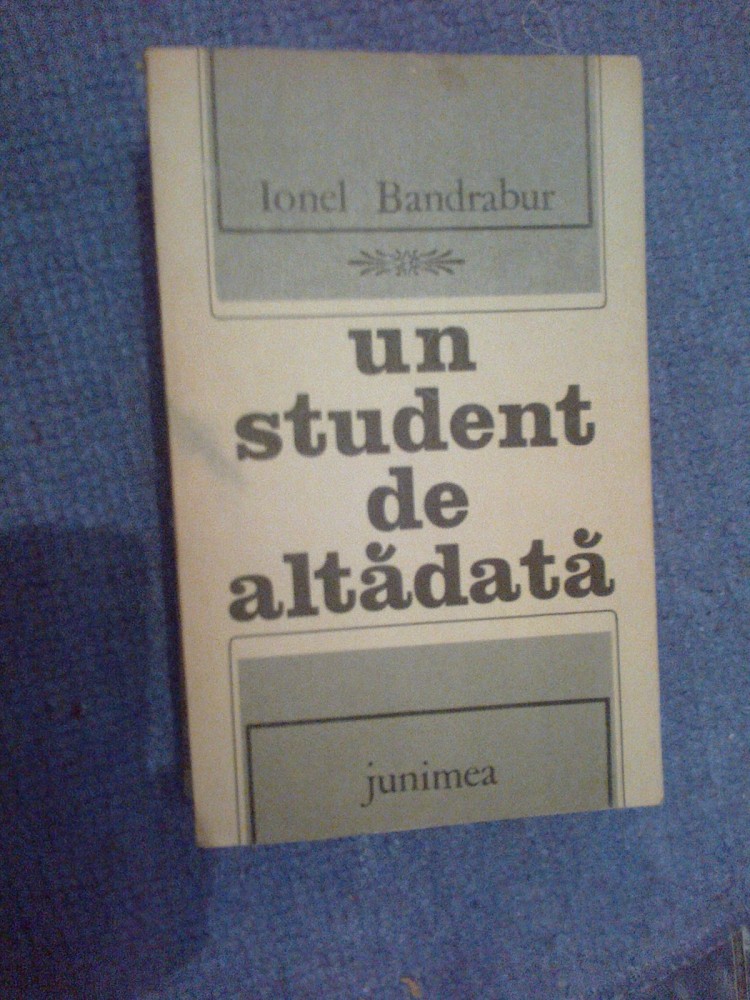 Ionel Bandrabur
un
student
de
altădată
junimea